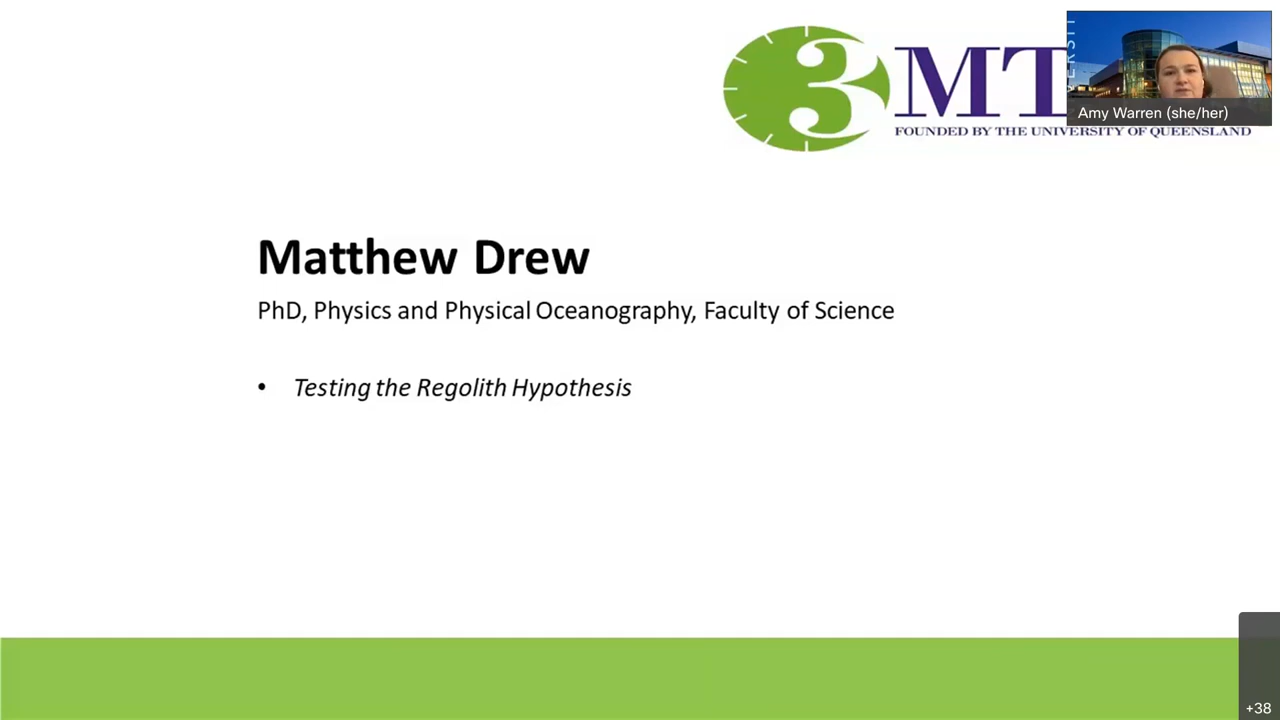 3MT
FOUNDED BY THE UNIVERSITY OF QUEENSLAND
Amy Warren (she/her)
Matthew Drew
PhD, Physics and Physical Oceanography, Faculty of Science
• Testing the Regolith Hypothesis
+38